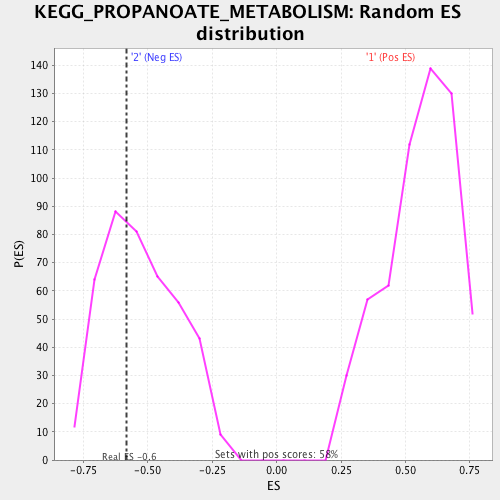 KEGG_PROPANOATE_METABOLISM: Random ES
distribution
'2' (Neg ES)
'1' (Pos ES)
140
130
120
110
100
90
80
70
60
50
40
30
20
10
0
P(ES)
Real ES -0,6
Sets with pos scores: 58%
-0.75
-0.50
-0.25
0.00
0.25
0.50
0.75
ES